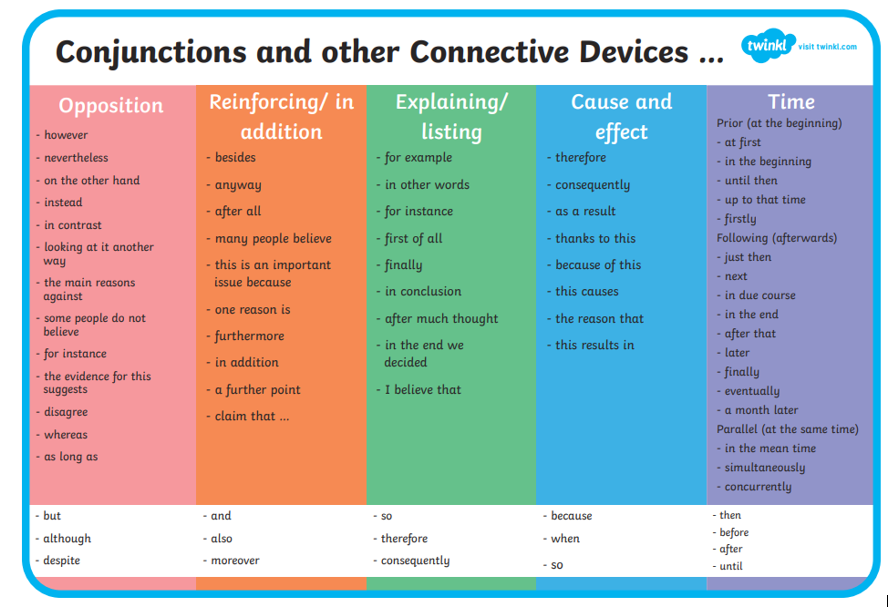 Conjunctions and other Connective Devices ...
twinkl
visit twinkl.com
Opposition
- however
- nevertheless
- on the other hand
- instead
- in contrast
- looking at it another
way
- the main reasons
against
- some people do not
believe
- for instance
- the evidence for this
suggests
- disagree
- whereas
- as long as
- but
- although
- despite
Reinforcing/ in
addition
- besides
- anyway
- after all
- many people believe
- this is an important
issue because
- one reason is
- furthermore
- in addition
- a further point
- claim that ...
- and
- also
- moreover
Explaining/
listing
- for example
- in other words
- for instance
- first of all
- finally
- in conclusion
- after much thought
- in the end we
decided
- I believe that
- so
- therefore
- consequently
Cause and
effect
- therefore
- consequently
- as a result
- thanks to this
- because of this
- this causes
- the reason that
- this results in
- because
- when
- so
Time
Prior (at the beginning)
- at first
- in the beginning
- until then
- up to that time
- firstly
Following (afterwards)
- just then
- next
- in due course
- in the end
- after that
- later
- finally
- eventually
- a month later
Parallel (at the same time)
- in the mean time
- simultaneously
- concurrently
- then
- before
- after
- until